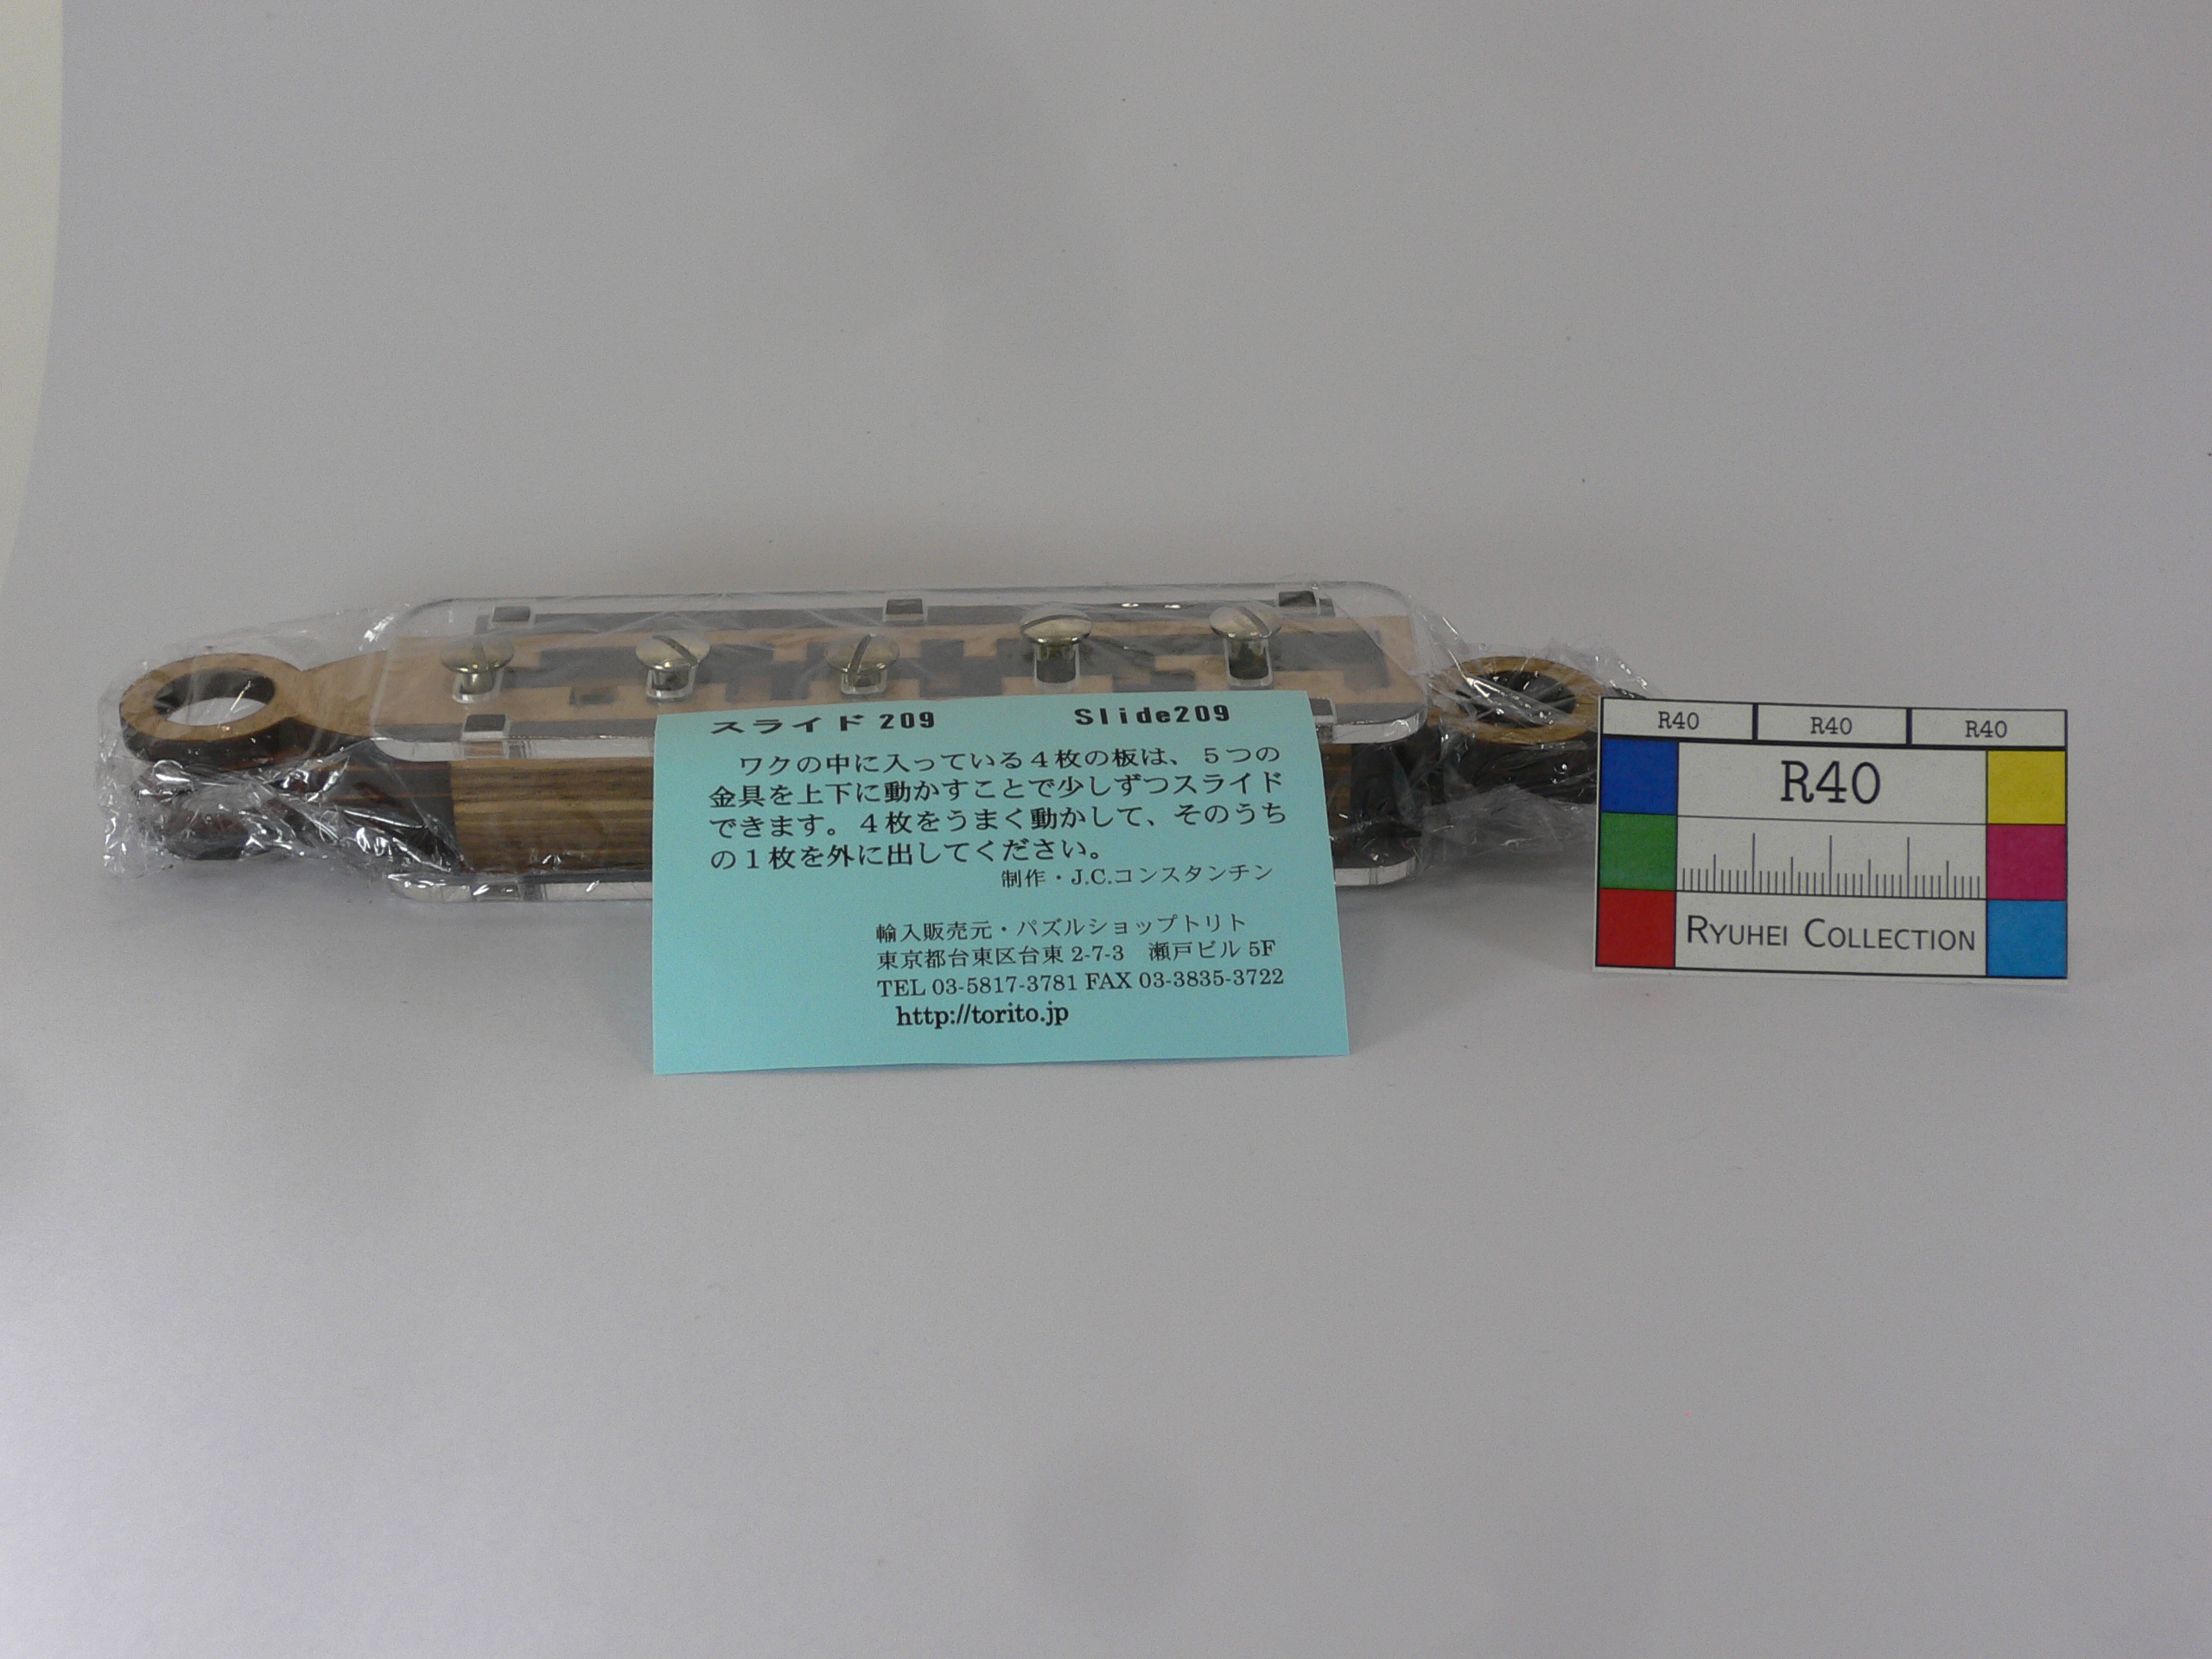 スライド 209 Slide209
ワクの中に入っている４枚の板は、５つの
金具を上下に動かすことで少しずつスライド
できます。４枚をうまく動かして、そのうち
の１枚を外に出してください。
制作・J.C.コンスタンチン
輸入販売元・パズルショップトリト
東京都台東区台東 2-7-3 瀬戸ビル 5F
TEL 03-5817-3781 FAX 03-3835-3722
http://torito.jp
R40 R40 R40
R40
RYUHEI COLLECTION